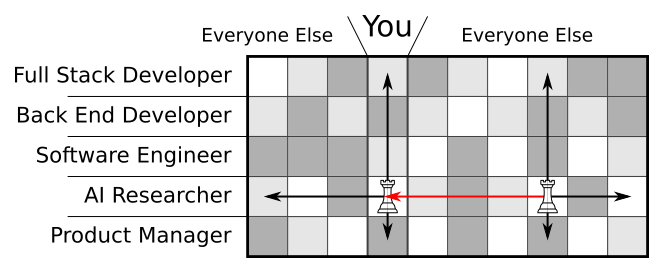 Everyone Else You Everyone Else
Full Stack Developer
Back End Developer
Software Engineer
AI Researcher
Product Manager